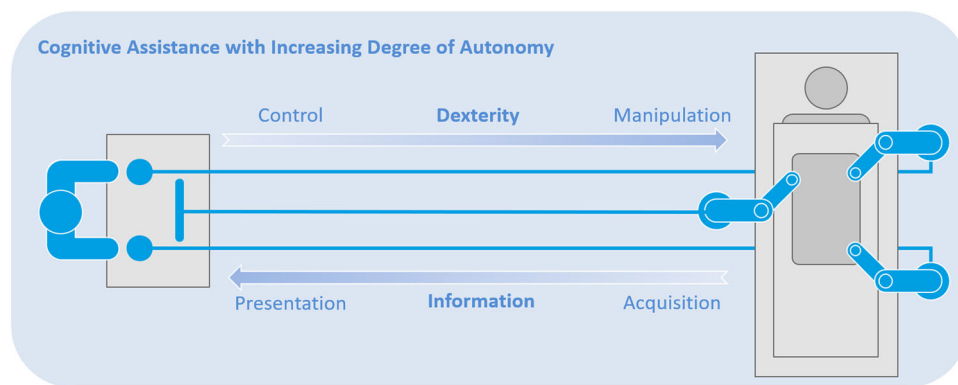 Cognitive Assistance with Increasing Degree of Autonomy
Control Dexterity Manipulation
Presentation Information Acquisition